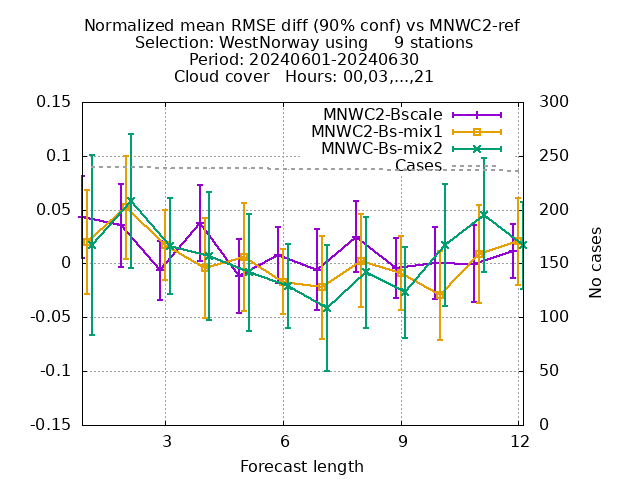 Normalized mean RMSE diff (90% conf) vs MNWC2-ref
Selection: WestNorway using 9 stations
Period: 20240601-20240630
Cloud cover Hours: 00,03,...,21
0.15 300
MNWC2-Bscale
MNWC2-Bs-mix1
MNWC-Bs-mix2
0.1 250
Cases
0.05 200
0 150
-0.05 100
-0.1 50
-0.15 0
No cases
3 6 9 12
Forecast length